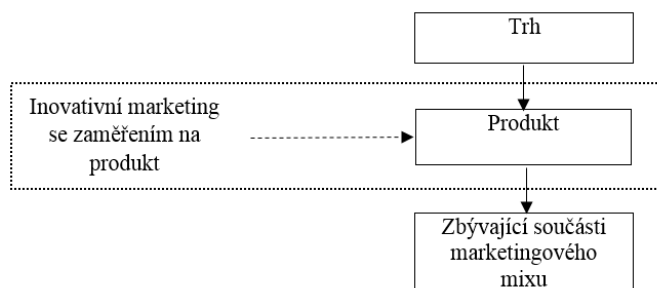 Trh
Inovativní marketing
se zaměřením na
produkt
Produkt
Zbývající součásti
marketingového
mixu